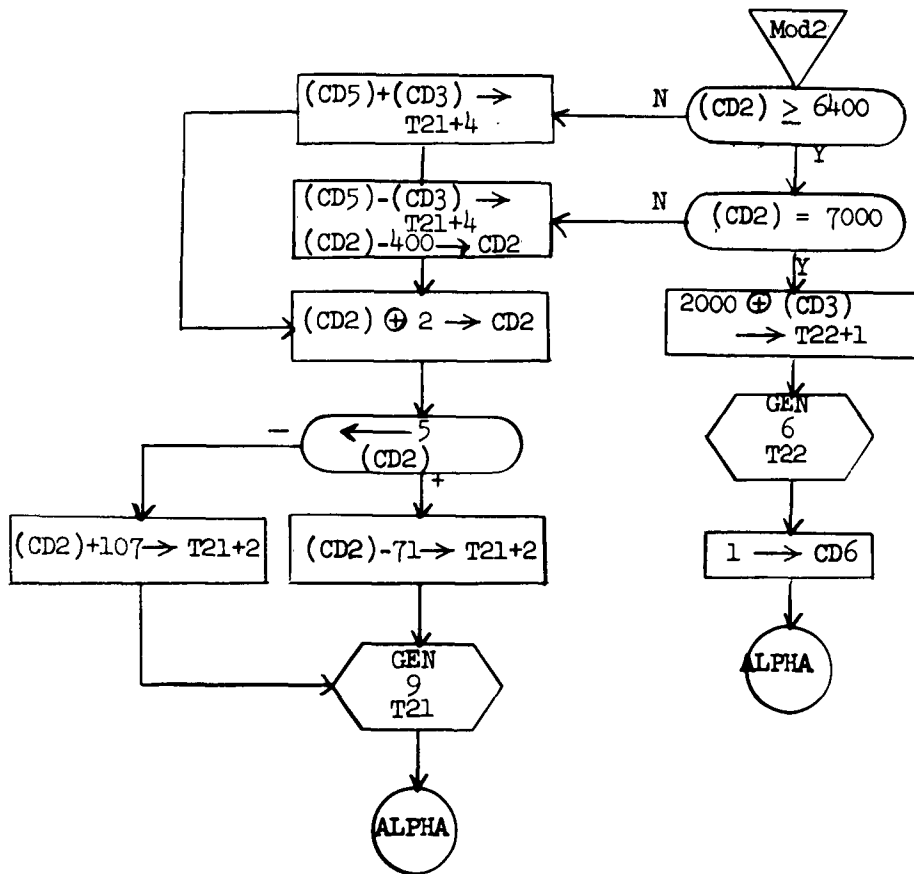 Mod2
(CD5)+(CD3) →
T21+4
N
(CD2) ≥ 6400
Y
(CD5)-(CD3) →
T21+4
(CD2)-400 → CD2
N
(CD2) = 7000
Y
(CD2) ⊕ 2 → CD2
2000 ⊕ (CD3)
→ T22+1
GEN
6
T22
-
← 5
(CD2)
+
(CD2)+107 → T21+2
(CD2)-71 → T21+2
1 → CD6
GEN
9
T21
ALPHA
ALPHA